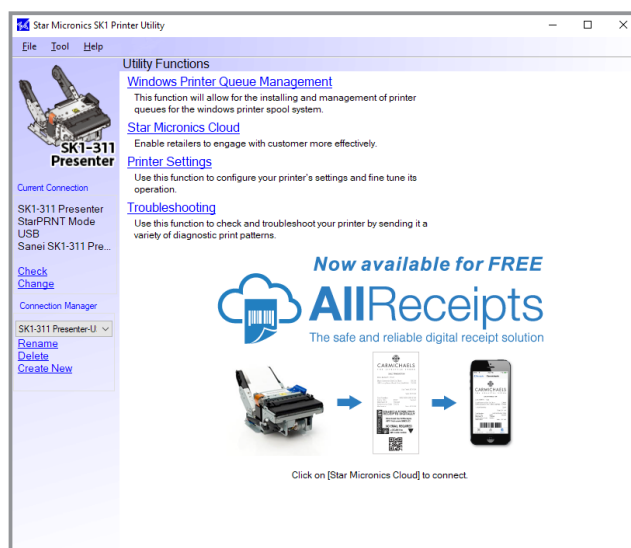 Star Micronics SK1 Printer Utility
File Tool Help
Utility Functions
SK1-311
Presenter
Current Connection
SK1-311 Presenter
StarPRNT Mode
USB
Sanei SK1-311 Pre...
Check
Change
Connection Manager
SK1-311 Presenter-U
Rename
Delete
Create New
Windows Printer Queue Management
This function will allow for the installing and management of printer
queues for the windows printer spool system.
Star Micronics Cloud
Enable retailers to engage with customer more effectively.
Printer Settings
Use this function to configure your printer's settings and fine tune its
operation.
Troubleshooting
Use this function to check and troubleshoot your printer by sending it a
variety of diagnostic print patterns.
Now available for FREE
AllReceipts
The safe and reliable digital receipt solution
CARMICHAELS
CARMICHAELS
Click on [Star Micronics Cloud] to connect.